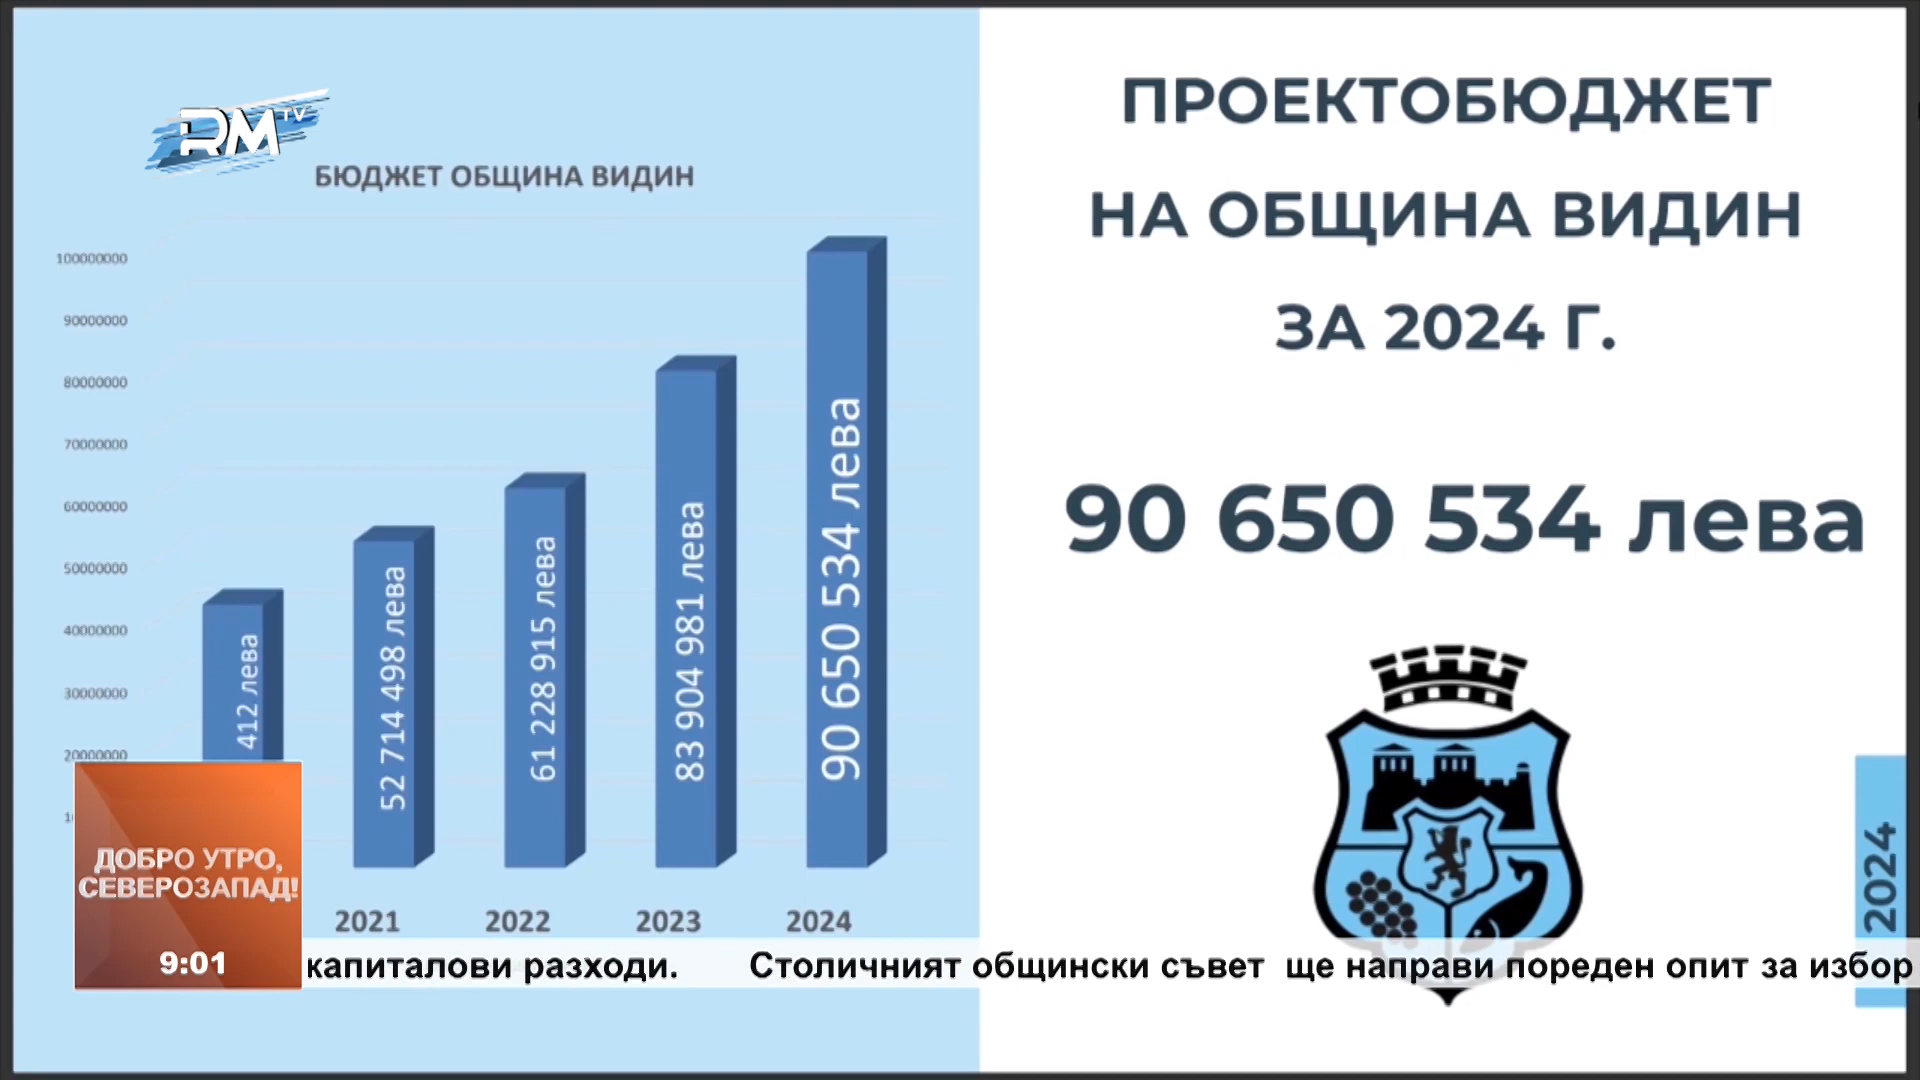 RM TV
БЮДЖЕТ ОБЩИНА ВИДИН
100000000
90000000
80000000
70000000
60000000
50000000
40000000
30000000
20000000
412 лева
52 714 498 лева
61 228 915 лева
83 904 981 лева
90 650 534 лева
2021
2022
2023
2024
ПРОЕКТОБЮДЖЕТ
НА ОБЩИНА ВИДИН
ЗА 2024 Г.
90 650 534 лева
2024
ДОБРО УТРО,
СЕВЕРОЗАПАД!
9:01
капиталови разходи. Столичният общински съвет ще направи пореден опит за избор